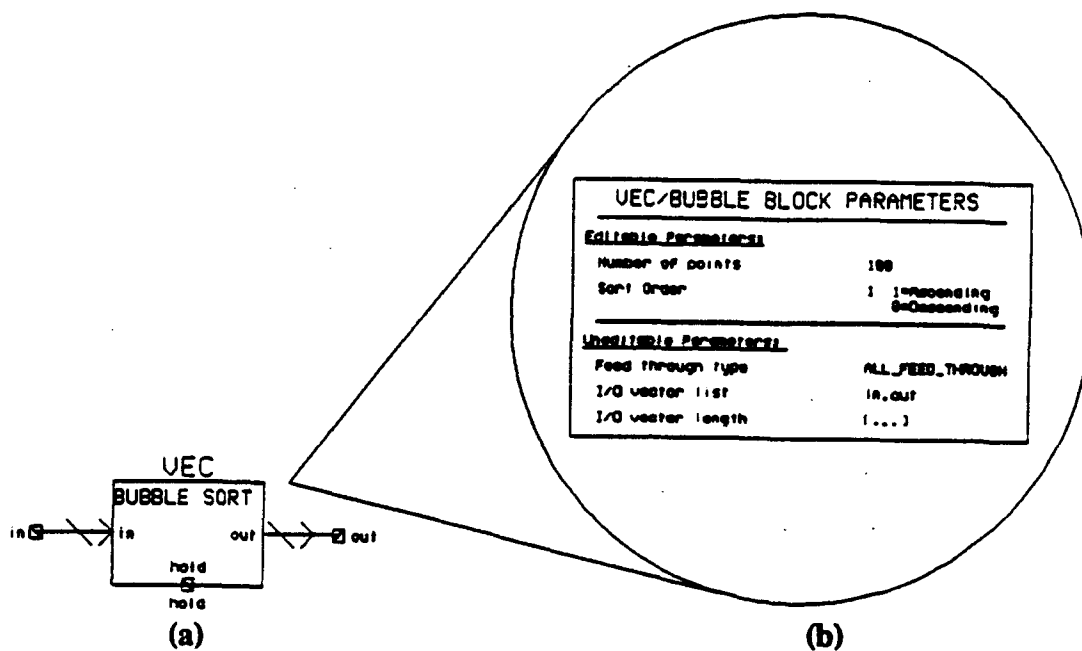 VEC/BUBBLE BLOCK PARAMETERS
Editable Parameters:
Number of points 100
Sort Order 1 1=Ascending
0=Descending
Uneditable Parameters:
Feed through type ALL_FEED_THROUGH
I/O vector list in,out
I/O vector length [...]
VEC
BUBBLE SORT
in in out out
hold
hold
(a) (b)